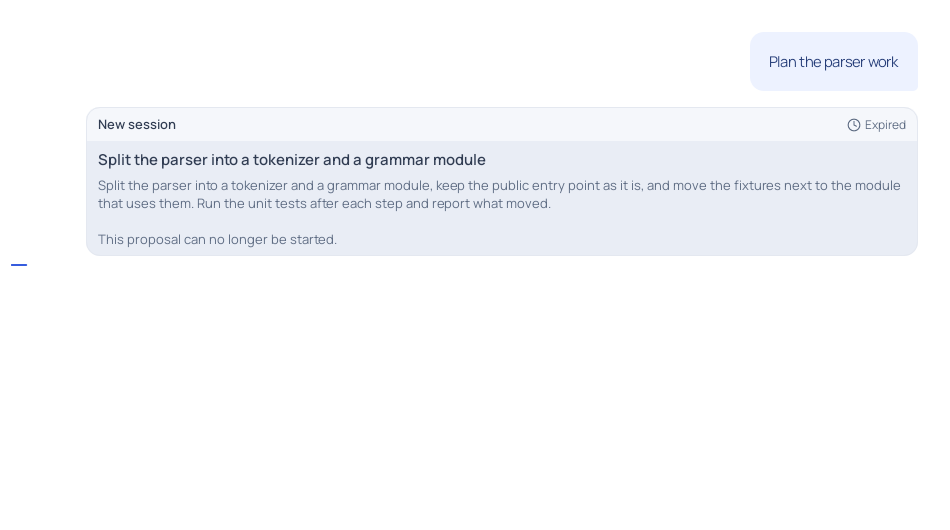 Plan the parser work
New session
Expired
Split the parser into a tokenizer and a grammar module
Split the parser into a tokenizer and a grammar module, keep the public entry point as it is, and move the fixtures next to the module
that uses them. Run the unit tests after each step and report what moved.
This proposal can no longer be started.